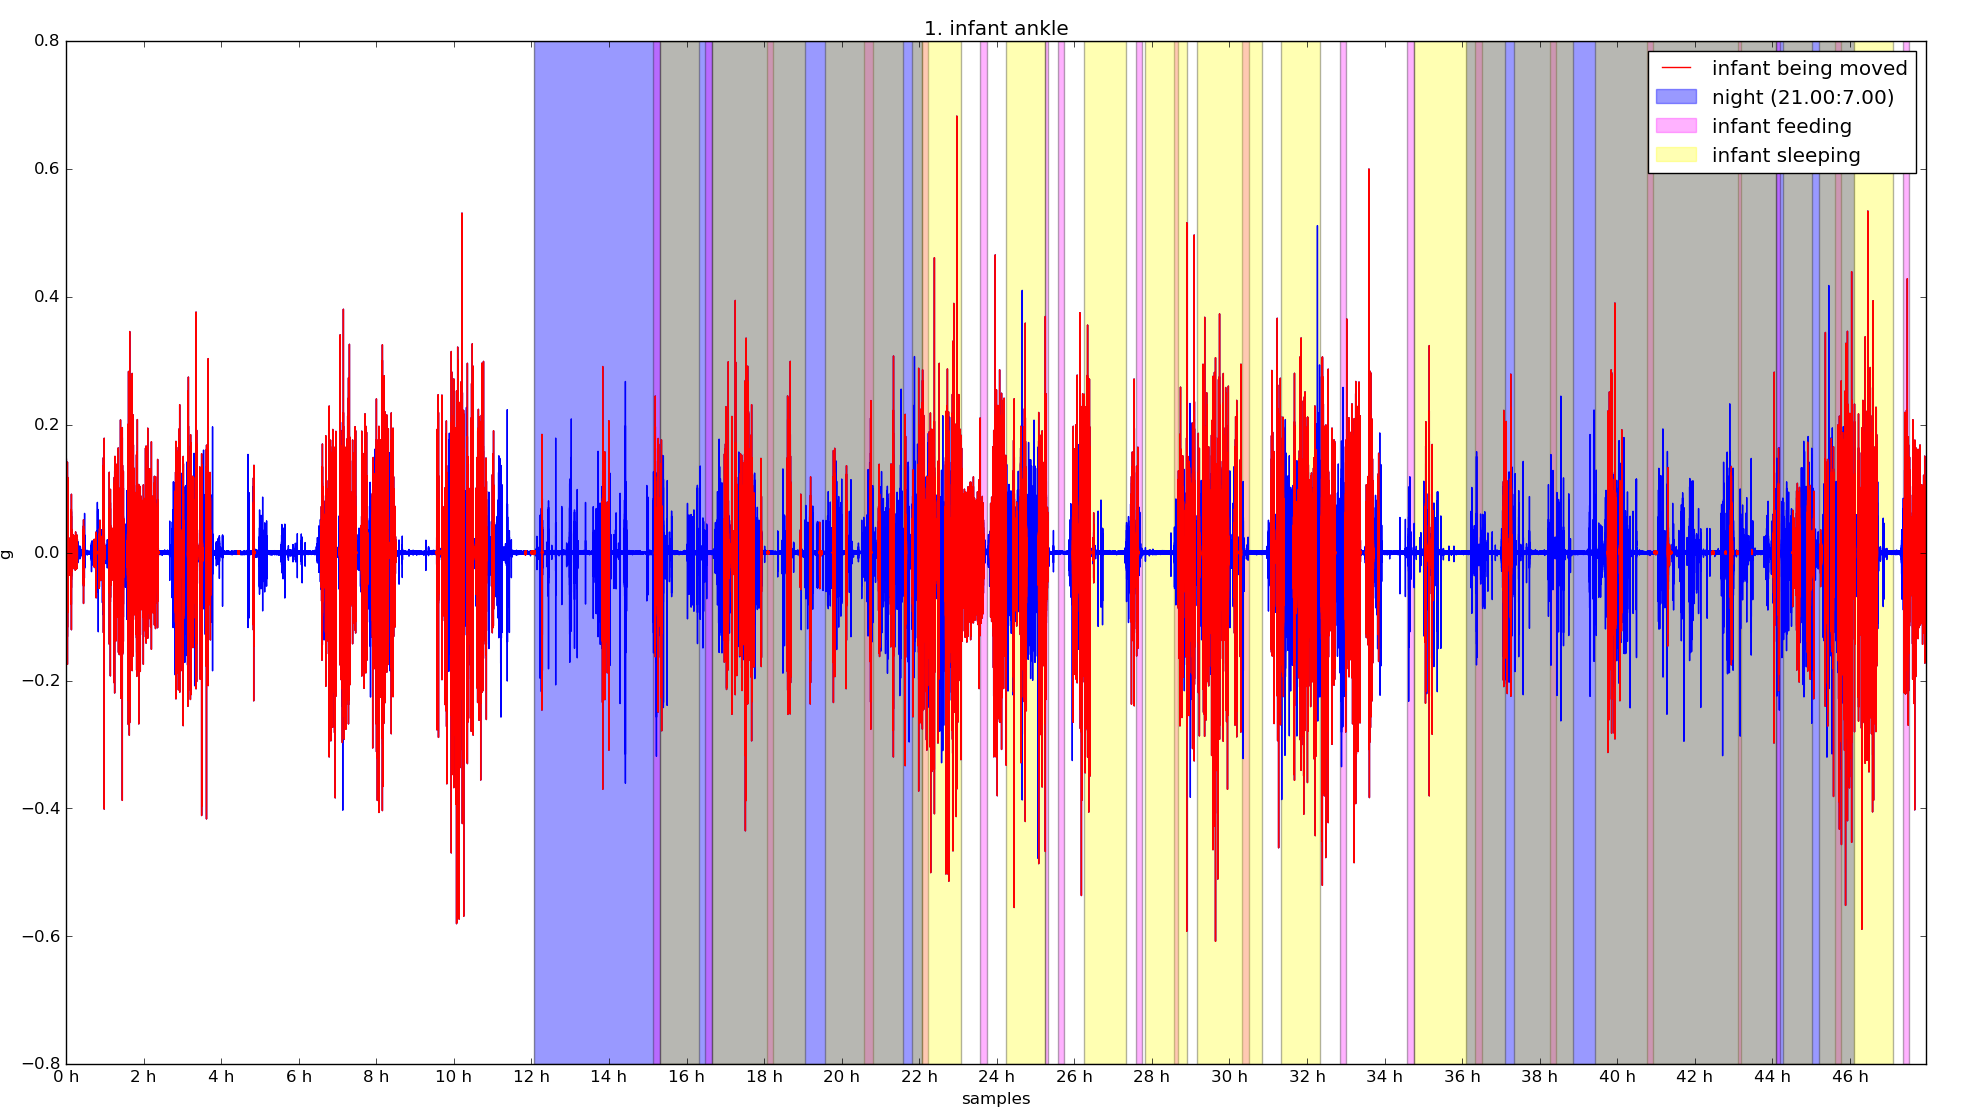 1. infant ankle
infant being moved
night (21.00:7.00)
infant feeding
infant sleeping
0.8
0.6
0.4
0.2
0.0
−0.2
−0.4
−0.6
−0.8
g
0 h 2 h 4 h 6 h 8 h 10 h 12 h 14 h 16 h 18 h 20 h 22 h 24 h 26 h 28 h 30 h 32 h 34 h 36 h 38 h 40 h 42 h 44 h 46 h
samples